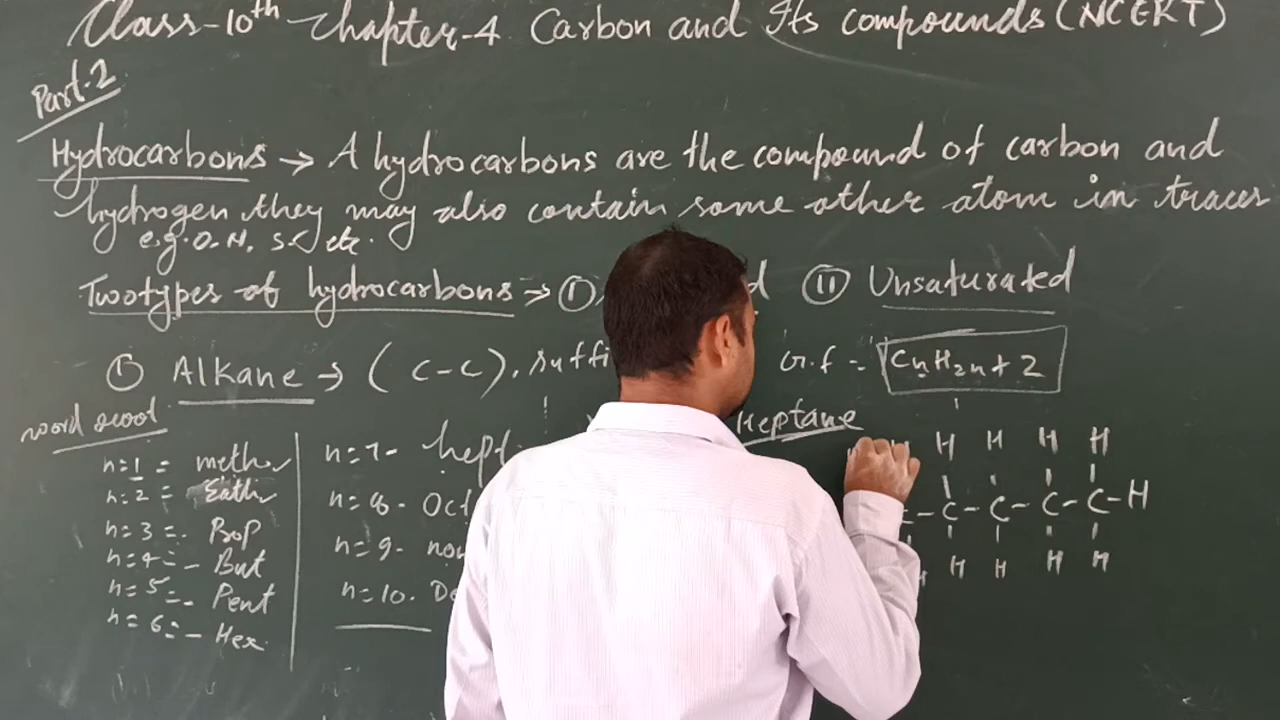 Class-10th Chapter-4 Carbon and Its compounds (NCERT)
Part-2
Hydrocarbons → A hydrocarbons are the compound of carbon and
hydrogen they may also contain some other atom in traces
e.g. O. N, S. etc.
Two types of hydrocarbons → (I) d (II) Unsaturated
(I) Alkane → (C-C), suffi G.f = CnH2n+2
word root
Heptane
n=1 = meth
n=2 = Eath
n=3 = Prop
n=4 = - But
n=5 = - Pent
n=6 = - Hex
n=7- hept
n=8- Oct
n=9- non
n=10. De
H H H H H
-C-C-C-C-H
H H H H H